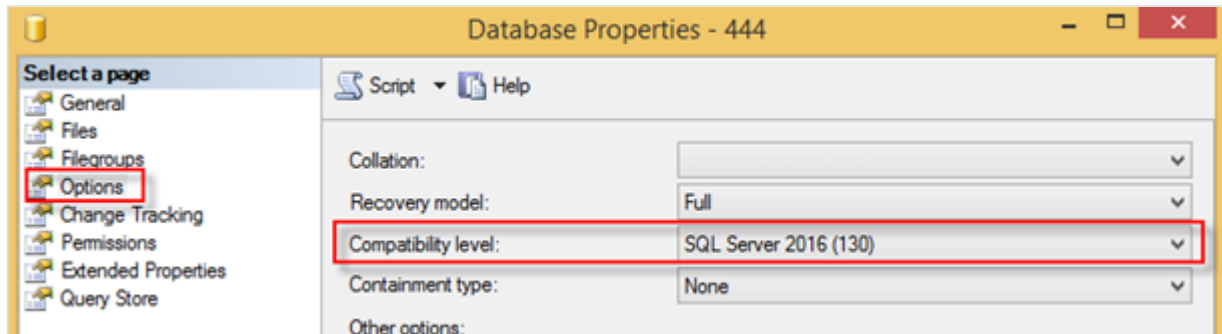 Database Properties - 444
Select a page
General
Files
Filegroups
Options
Change Tracking
Permissions
Extended Properties
Query Store
Script Help
Collation:
Recovery model: Full
Compatibility level: SQL Server 2016 (130)
Containment type: None
Other options: